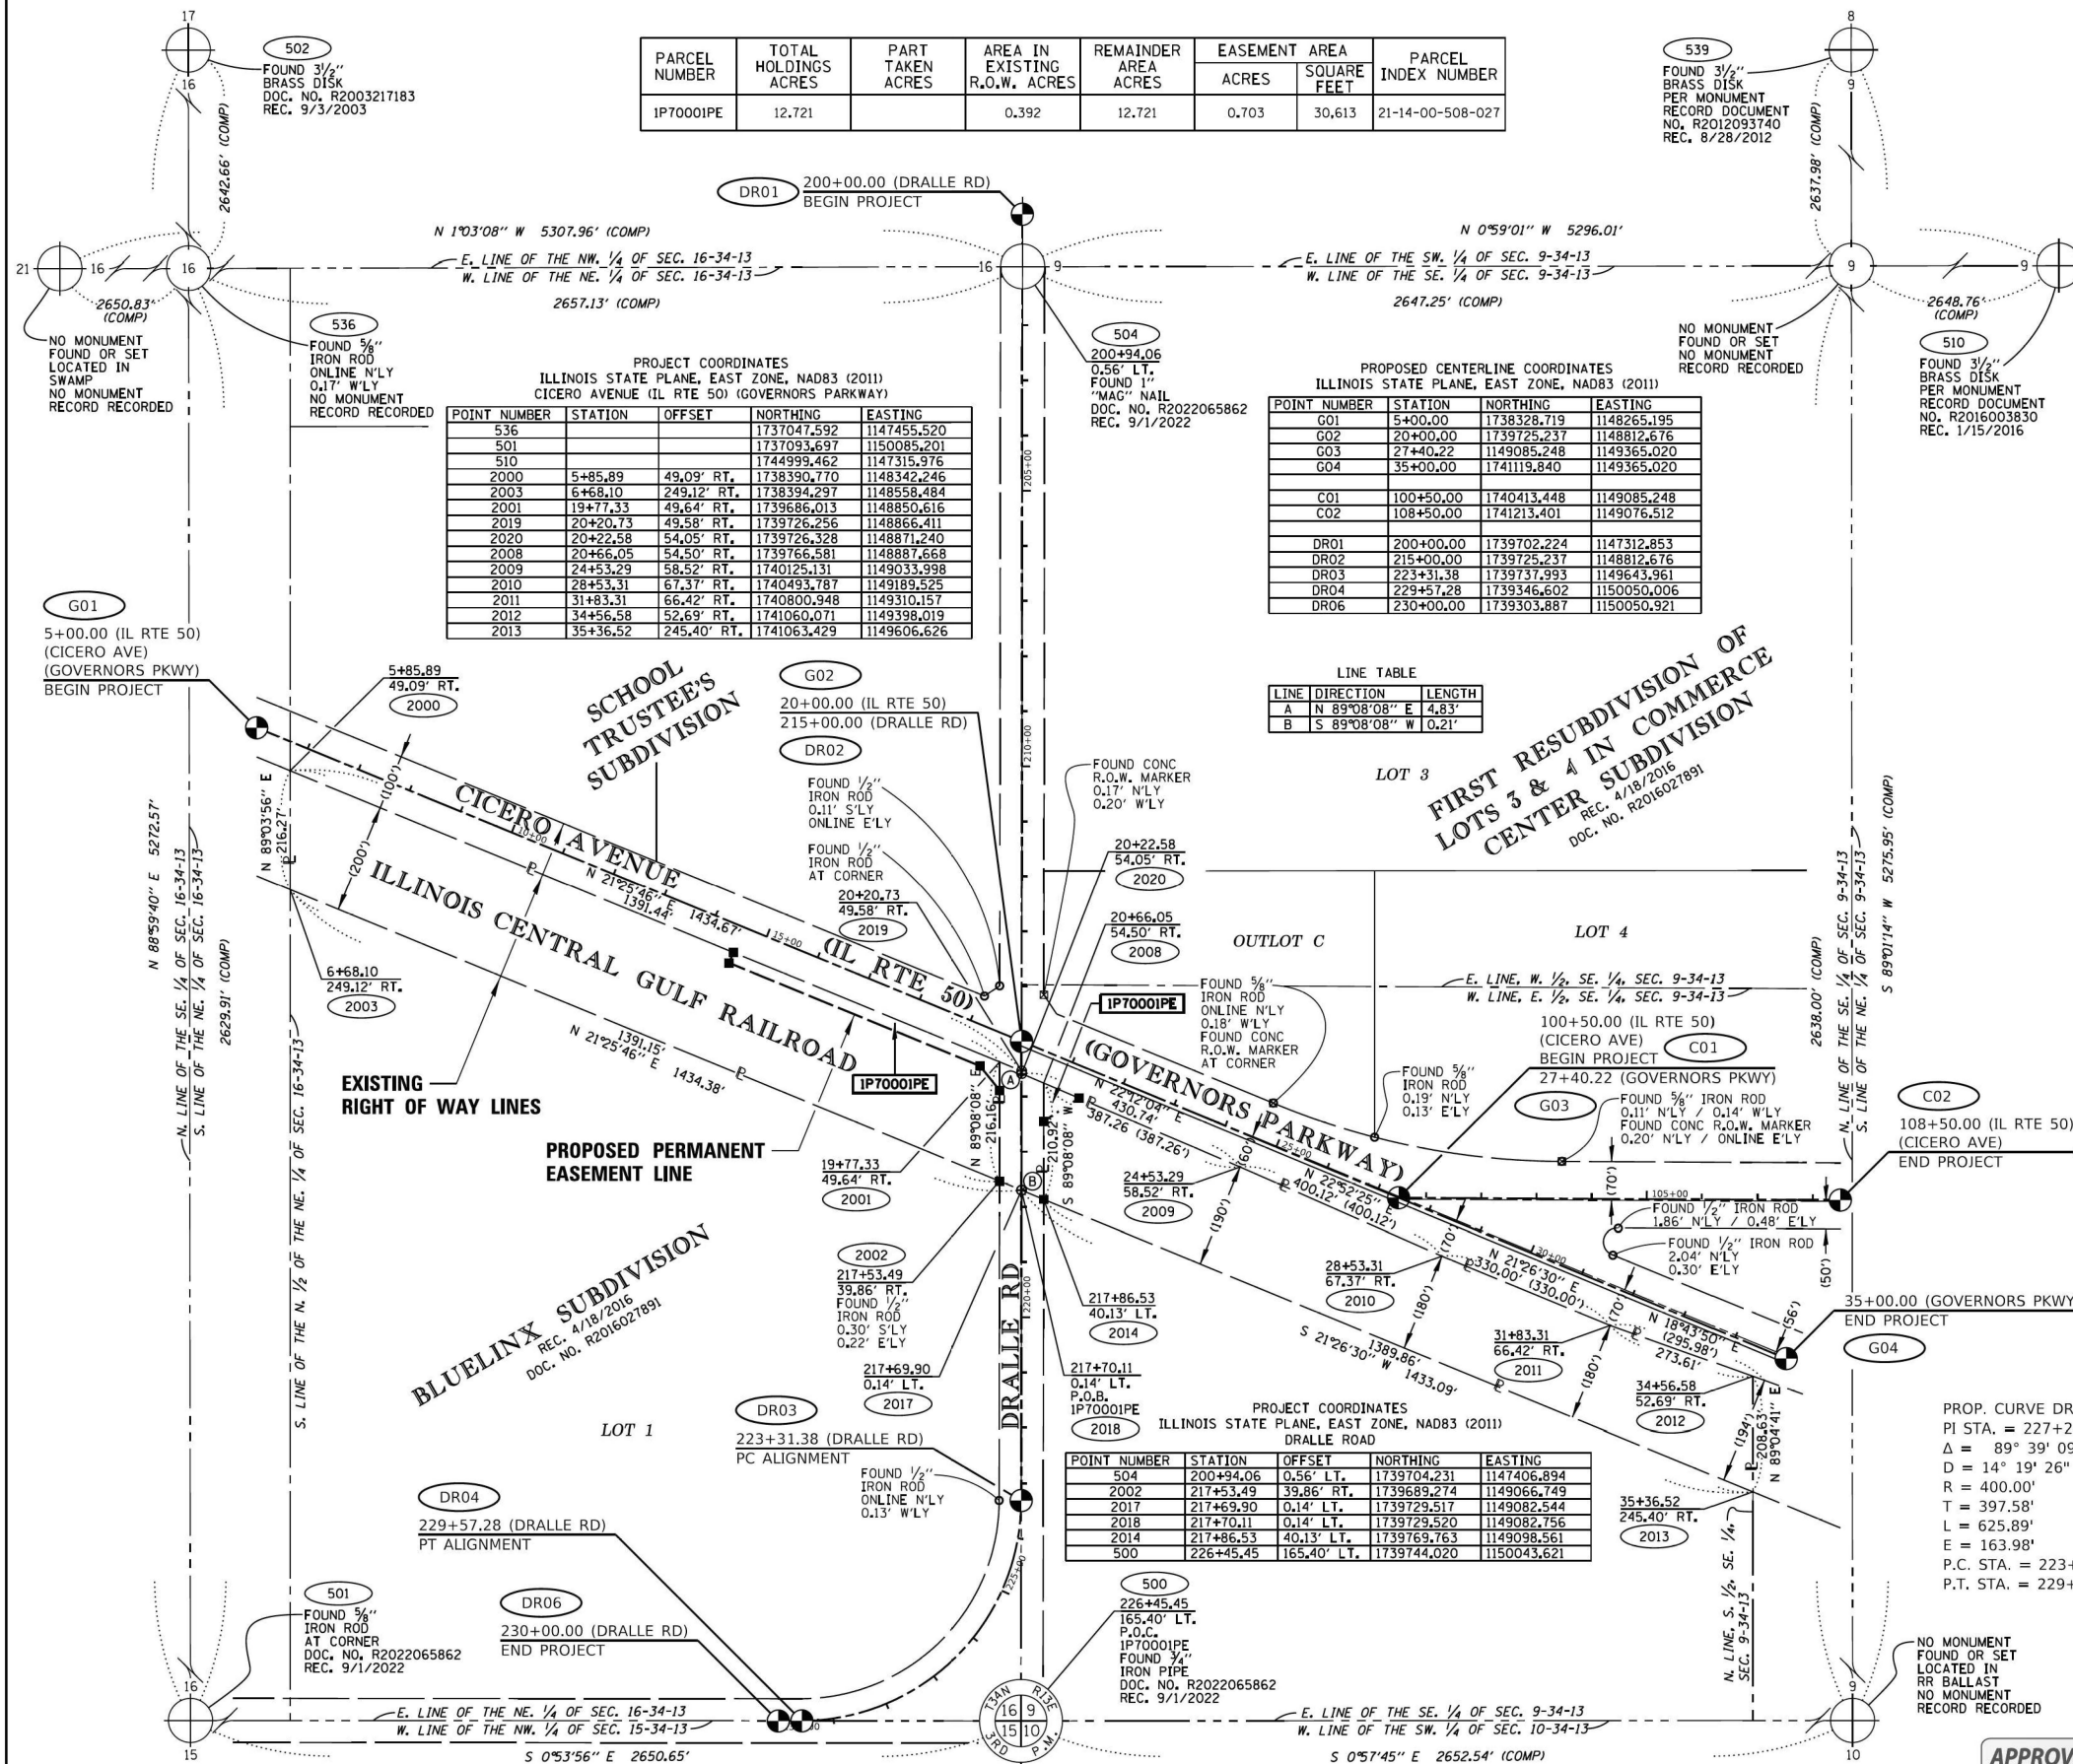 17
16
502
FOUND 3½"
BRASS DISK
DOC. NO. R2003217183
REC. 9/3/2003
2642.66' (COMP)
PARCEL NUMBER | TOTAL HOLDINGS ACRES | PART TAKEN ACRES | AREA IN EXISTING R.O.W. ACRES | REMAINDER AREA ACRES | EASEMENT AREA ACRES | SQUARE FEET | PARCEL INDEX NUMBER
1P70001PE | 12.721 | | 0.392 | 12.721 | 0.703 | 30,613 | 21-14-00-508-027
8
9
539
FOUND 3½"
BRASS DISK
PER MONUMENT
RECORD DOCUMENT
NO. R2012093740
REC. 8/28/2012
2637.98' (COMP)
DR01
200+00.00 (DRALLE RD)
BEGIN PROJECT
N 1°03'08" W 5307.96' (COMP)
E. LINE OF THE NW. ¼ OF SEC. 16-34-13
W. LINE OF THE NE. ¼ OF SEC. 16-34-13
2657.13' (COMP)
N 0°59'01" W 5296.01'
E. LINE OF THE SW. ¼ OF SEC. 9-34-13
W. LINE OF THE SE. ¼ OF SEC. 9-34-13
2647.25' (COMP)
21
16
16
16
9
9
9
2650.83'
(COMP)
2648.76'
(COMP)
NO MONUMENT
FOUND OR SET
LOCATED IN
SWAMP
NO MONUMENT
RECORD RECORDED
536
FOUND ⅝"
IRON ROD
ONLINE N'LY
0.17' W'LY
NO MONUMENT
RECORD RECORDED
504
200+94.06
0.56' LT.
FOUND 1"
"MAG" NAIL
DOC. NO. R2022065862
REC. 9/1/2022
NO MONUMENT
FOUND OR SET
NO MONUMENT
RECORD RECORDED
510
FOUND 3½"
BRASS DISK
PER MONUMENT
RECORD DOCUMENT
NO. R2016003830
REC. 1/15/2016
PROJECT COORDINATES
ILLINOIS STATE PLANE, EAST ZONE, NAD83 (2011)
CICERO AVENUE (IL RTE 50) (GOVERNORS PARKWAY)
POINT NUMBER | STATION | OFFSET | NORTHING | EASTING
536 | | | 1737047.592 | 1147455.520
501 | | | 1737093.697 | 1150085.201
510 | | | 1744999.462 | 1147315.976
2000 | 5+85.89 | 49.09' RT. | 1738390.770 | 1148342.246
2003 | 6+68.10 | 249.12' RT. | 1738394.297 | 1148558.484
2001 | 19+77.33 | 49.64' RT. | 1739686.013 | 1148850.616
2019 | 20+20.73 | 49.58' RT. | 1739726.256 | 1148866.411
2020 | 20+22.58 | 54.05' RT. | 1739726.328 | 1148871.240
2008 | 20+66.05 | 54.50' RT. | 1739766.581 | 1148887.668
2009 | 24+53.29 | 58.52' RT. | 1740125.131 | 1149033.998
2010 | 28+53.31 | 67.37' RT. | 1740493.787 | 1149189.525
2011 | 31+83.31 | 66.42' RT. | 1740800.948 | 1149310.157
2012 | 34+56.58 | 52.69' RT. | 1741060.071 | 1149398.019
2013 | 35+36.52 | 245.40' RT. | 1741063.429 | 1149606.626
PROPOSED CENTERLINE COORDINATES
ILLINOIS STATE PLANE, EAST ZONE, NAD83 (2011)
POINT NUMBER | STATION | NORTHING | EASTING
G01 | 5+00.00 | 1738328.719 | 1148265.195
G02 | 20+00.00 | 1739725.237 | 1148812.676
G03 | 27+40.22 | 1149085.248 | 1149365.020
G04 | 35+00.00 | 1741119.840 | 1149365.020
C01 | 100+50.00 | 1740413.448 | 1149085.248
C02 | 108+50.00 | 1741213.401 | 1149076.512
DR01 | 200+00.00 | 1739702.224 | 1147312.853
DR02 | 215+00.00 | 1739725.237 | 1148812.676
DR03 | 223+31.38 | 1739737.993 | 1149643.961
DR04 | 229+57.28 | 1739346.602 | 1150050.006
DR06 | 230+00.00 | 1739303.887 | 1150050.921
205+00
210+00
G01
5+00.00 (IL RTE 50)
(CICERO AVE)
(GOVERNORS PKWY)
BEGIN PROJECT
5+85.89
49.09' RT.
2000
SCHOOL
TRUSTEE'S
SUBDIVISION
G02
20+00.00 (IL RTE 50)
215+00.00 (DRALLE RD)
DR02
LINE TABLE
LINE | DIRECTION | LENGTH
A | N 89°08'08" E | 4.83'
B | S 89°08'08" W | 0.21'
FIRST RESUBDIVISION OF
LOTS 3 & 4 IN COMMERCE
CENTER SUBDIVISION
REC. 4/18/2016
DOC. NO. R2016027891
LOT 3
FOUND ½"
IRON ROD
0.11' S'LY
ONLINE E'LY
FOUND ½"
IRON ROD
AT CORNER
20+20.73
49.58' RT.
2019
FOUND CONC
R.O.W. MARKER
0.17' N'LY
0.20' W'LY
20+22.58
54.05' RT.
2020
20+66.05
54.50' RT.
2008
1P70001PE
OUTLOT C
LOT 4
E. LINE, W. ½, SE. ¼, SEC. 9-34-13
W. LINE, E. ½, SE. ¼, SEC. 9-34-13
N 88°59'40" E 5272.57'
N. LINE OF THE SE. ¼ OF SEC. 16-34-13
S. LINE OF THE NE. ¼ OF SEC. 16-34-13
2629.91' (COMP)
N 89°03'56" E
216.27'
(100')
(200')
CICERO AVENUE
(IL RTE 50)
10+00
15+00
N 21°25'46" E 1434.67'
1391.44'
ILLINOIS CENTRAL GULF RAILROAD
6+68.10
249.12' RT.
2003
1391.15'
N 21°25'46" E 1434.38'
S. LINE OF THE N. ½ OF THE NE. ¼ OF SEC. 16-34-13
EXISTING
RIGHT OF WAY LINES
PROPOSED PERMANENT
EASEMENT LINE
1P70001PE
FOUND ⅝"
IRON ROD
ONLINE N'LY
0.18' W'LY
FOUND CONC
R.O.W. MARKER
AT CORNER
100+50.00 (IL RTE 50)
(CICERO AVE)
BEGIN PROJECT
C01
27+40.22 (GOVERNORS PKWY)
G03
FOUND ⅝"
IRON ROD
0.19' N'LY
0.13' E'LY
FOUND ⅝" IRON ROD
0.11' N'LY / 0.14' W'LY
FOUND CONC R.O.W. MARKER
0.20' N'LY / ONLINE E'LY
2638.00' (COMP)
N. LINE OF THE SE. ¼ OF SEC. 9-34-13
S. LINE OF THE NE. ¼ OF SEC. 9-34-13
S 89°01'14" W 5275.95' (COMP)
C02
108+50.00 (IL RTE 50)
(CICERO AVE)
END PROJECT
(GOVERNORS PARKWAY)
A
B
N 89°08'08" E
216.16'
210.92'
S 89°08'08" W
N 22°12'04" E
430.74'
387.26 (387.26')
(60')
25+00
(190')
N 22°52'25" E
400.12' (400.12')
(70')
105+00
FOUND ½" IRON ROD
1.86' N'LY / 0.48' E'LY
FOUND ½" IRON ROD
2.04' N'LY
0.30' E'LY
(50')
19+77.33
49.64' RT.
2001
24+53.29
58.52' RT.
2009
2002
217+53.49
39.86' RT.
FOUND ½"
IRON ROD
0.30' S'LY
0.22' E'LY
217+69.90
0.14' LT.
2017
DRALLE RD
220+00
217+86.53
40.13' LT.
2014
217+70.11
0.14' LT.
P.O.B.
1P70001PE
2018
28+53.31
67.37' RT.
2010
(70')
(180')
30+00
N 21°26'30" E
330.00' (330.00')
(70')
(180')
31+83.31
66.42' RT.
2011
S 21°26'30" W
1389.86'
1433.09'
N 18°43'50" E
(295.98')
273.61'
(56')
35+00.00 (GOVERNORS PKWY
END PROJECT
G04
34+56.58
52.69' RT.
2012
(194')
208.63'
N 89°04'41" E
35+36.52
245.40' RT.
2013
N. LINE, S. ½, SE. ¼,
SEC. 9-34-13
BLUELINX SUBDIVISION
REC. 4/18/2016
DOC. NO. R2016027891
LOT 1
DR03
223+31.38 (DRALLE RD)
PC ALIGNMENT
FOUND ½"
IRON ROD
ONLINE N'LY
0.13' W'LY
DR04
229+57.28 (DRALLE RD)
PT ALIGNMENT
PROJECT COORDINATES
ILLINOIS STATE PLANE, EAST ZONE, NAD83 (2011)
DRALLE ROAD
POINT NUMBER | STATION | OFFSET | NORTHING | EASTING
504 | 200+94.06 | 0.56' LT. | 1739704.231 | 1147406.894
2002 | 217+53.49 | 39.86' RT. | 1739689.274 | 1149066.749
2017 | 217+69.90 | 0.14' LT. | 1739729.517 | 1149082.544
2018 | 217+70.11 | 0.14' LT. | 1739729.520 | 1149082.756
2014 | 217+86.53 | 40.13' LT. | 1739769.763 | 1149098.561
500 | 226+45.45 | 165.40' LT. | 1739744.020 | 1150043.621
PROP. CURVE DR
PI STA. = 227+2
Δ = 89° 39' 09
D = 14° 19' 26"
R = 400.00'
T = 397.58'
L = 625.89'
E = 163.98'
P.C. STA. = 223+
P.T. STA. = 229+
501
FOUND ⅝"
IRON ROD
AT CORNER
DOC. NO. R2022065862
REC. 9/1/2022
DR06
230+00.00 (DRALLE RD)
END PROJECT
225+00
500
226+45.45
165.40' LT.
P.O.C.
1P70001PE
FOUND ¾"
IRON PIPE
DOC. NO. R2022065862
REC. 9/1/2022
NO MONUMENT
FOUND OR SET
LOCATED IN
RR BALLAST
NO MONUMENT
RECORD RECORDED
16
15
E. LINE OF THE NE. ¼ OF SEC. 16-34-13
W. LINE OF THE NW. ¼ OF SEC. 15-34-13
S 0°53'56" E 2650.65'
T34N R13E
16 9
15 10
3RD P.M.
E. LINE OF THE SE. ¼ OF SEC. 9-34-13
W. LINE OF THE SW. ¼ OF SEC. 10-34-13
S 0°57'45" E 2652.54' (COMP)
9
10
APPROV